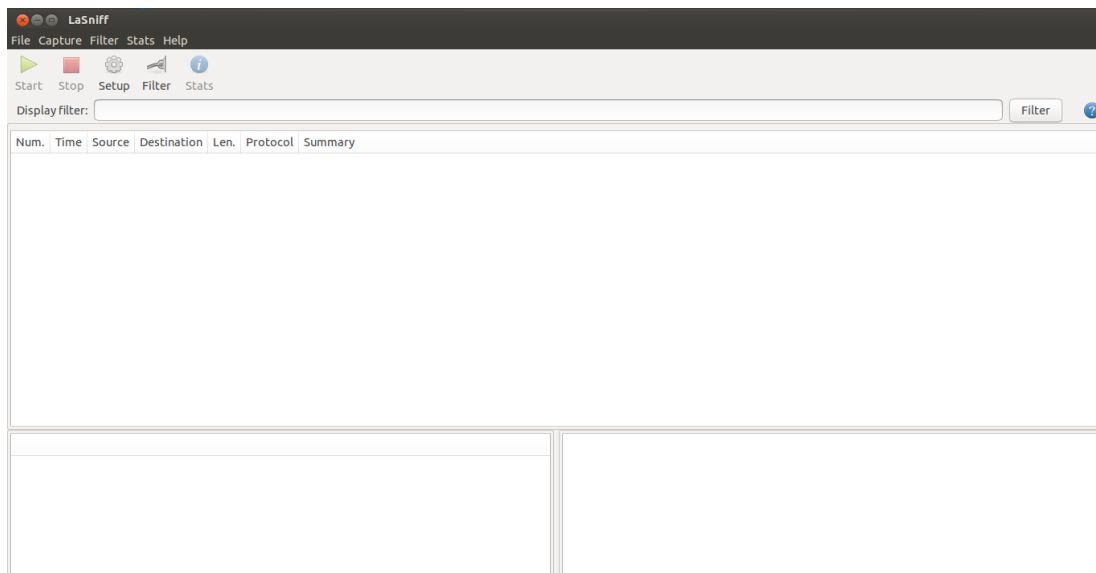 LaSniff
File Capture Filter Stats Help
Start Stop Setup Filter Stats
Display filter: Filter
Num. Time Source Destination Len. Protocol Summary